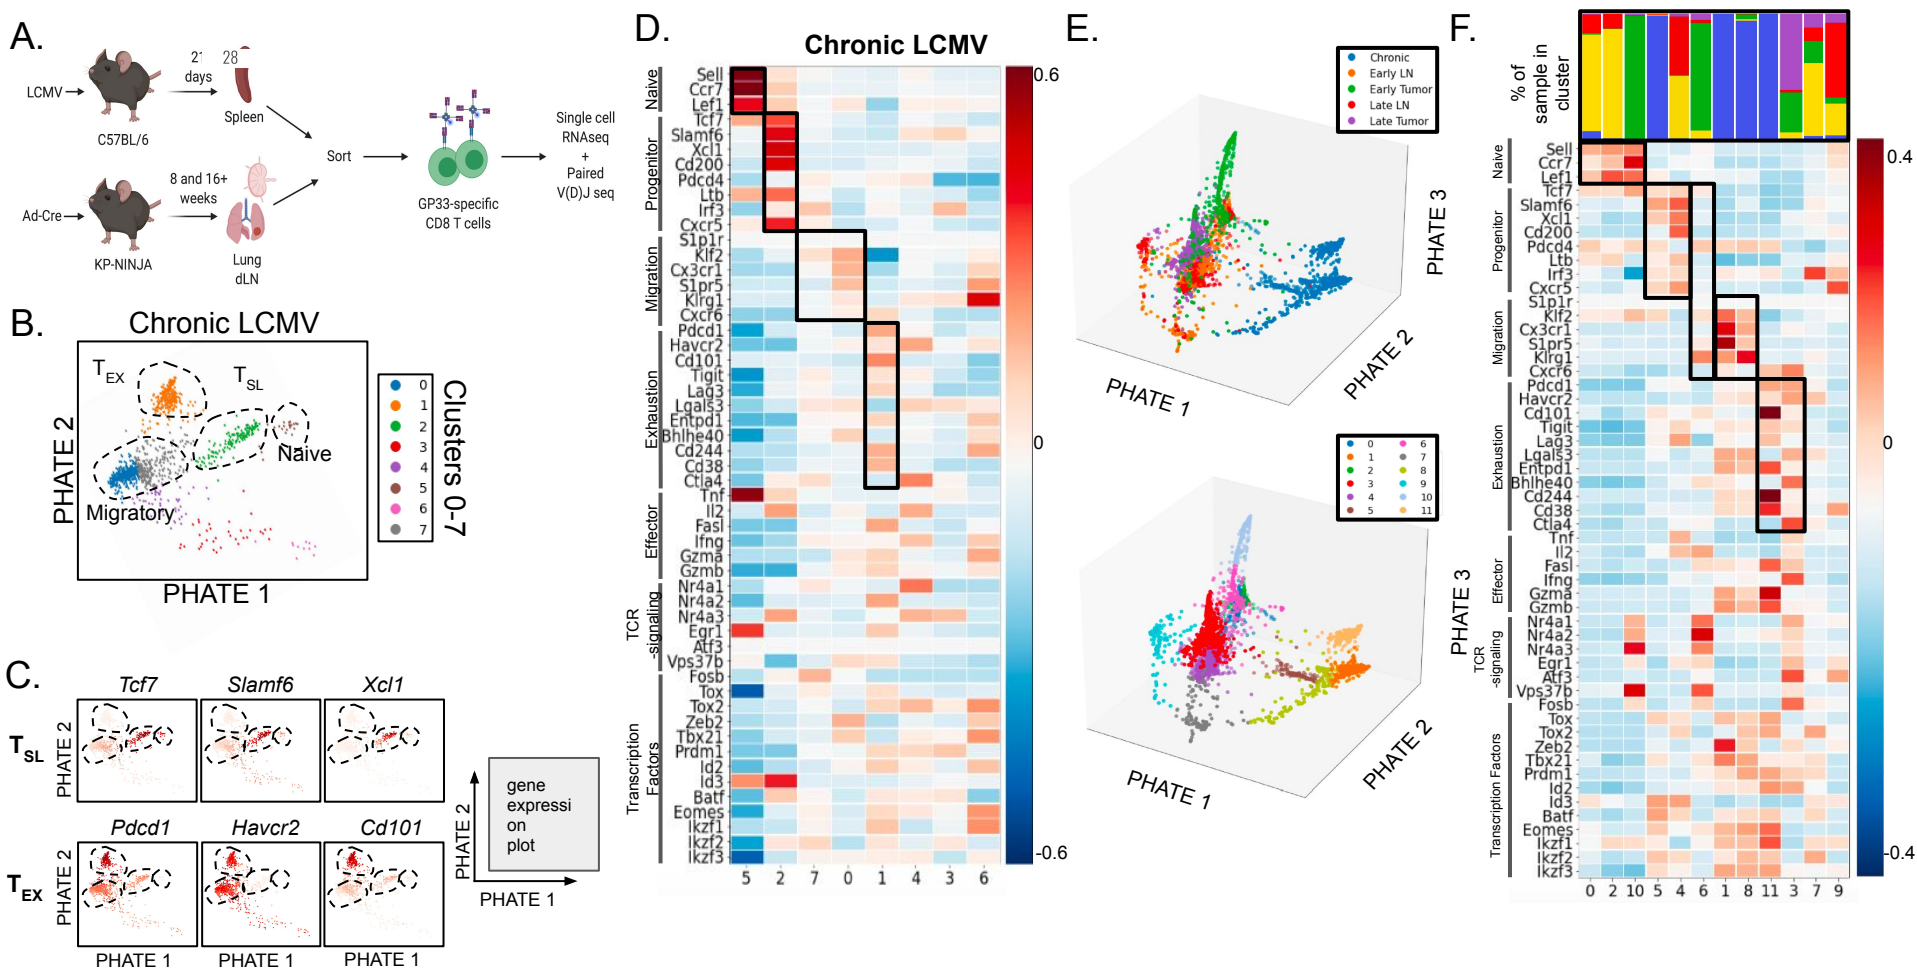 A.
LCMV
C57BL/6
21
days
28
Spleen
Ad-Cre
KP-NINJA
8 and 16+
weeks
Lung
dLN
Sort
GP33-specific
CD8 T cells
Single cell
RNAseq
+
Paired
V(D)J seq
B.
Chronic LCMV
TEX
TSL
Naive
Migratory
PHATE 2
PHATE 1
0
1
2
3
4
5
6
7
Clusters 0-7
C.
Tcf7
Slamf6
Xcl1
TSL
PHATE 2
Pdcd1
Havcr2
Cd101
TEX
PHATE 2
PHATE 1
PHATE 1
PHATE 1
gene
expressi
on
plot
PHATE 2
PHATE 1
D.
Chronic LCMV
Naive
Sell
Ccr7
Lef1
Progenitor
Tcf7
Slamf6
Xcl1
Cd200
Pdcd4
Ltb
Irf3
Cxcr5
Migration
S1p1r
Klf2
Cx3cr1
S1pr5
Klrg1
Cxcr6
Exhaustion
Pdcd1
Havcr2
Cd101
Tigit
Lag3
Lgals3
Entpd1
Bhlhe40
Cd244
Cd38
Ctla4
Effector
Tnf
Il2
Fasl
Ifng
Gzma
Gzmb
TCR
-signaling
Nr4a1
Nr4a2
Nr4a3
Egr1
Atf3
Vps37b
Transcription
Factors
Fosb
Tox
Tox2
Zeb2
Tbx21
Prdm1
Id2
Id3
Batf
Eomes
Ikzf1
Ikzf2
Ikzf3
5 2 7 0 1 4 3 6
0.6
0
-0.6
E.
Chronic
Early LN
Early Tumor
Late LN
Late Tumor
PHATE 1
PHATE 2
PHATE 3
0 6
1 7
2 8
3 9
4 10
5 11
PHATE 1
PHATE 2
PHATE 3
F.
% of
sample in
cluster
Naive
Sell
Ccr7
Lef1
Progenitor
Tcf7
Slamf6
Xcl1
Cd200
Pdcd4
Ltb
Irf3
Cxcr5
Migration
S1p1r
Klf2
Cx3cr1
S1pr5
Klrg1
Cxcr6
Exhaustion
Pdcd1
Havcr2
Cd101
Tigit
Lag3
Lgals3
Entpd1
Bhlhe40
Cd244
Cd38
Ctla4
Effector
Tnf
Il2
Fasl
Ifng
Gzma
Gzmb
TCR
-signaling
Nr4a1
Nr4a2
Nr4a3
Egr1
Atf3
Vps37b
Transcription Factors
Fosb
Tox
Tox2
Zeb2
Tbx21
Prdm1
Id2
Id3
Batf
Eomes
Ikzf1
Ikzf2
Ikzf3
0 2 10 5 4 6 1 8 11 3 7 9
0.4
0
-0.4